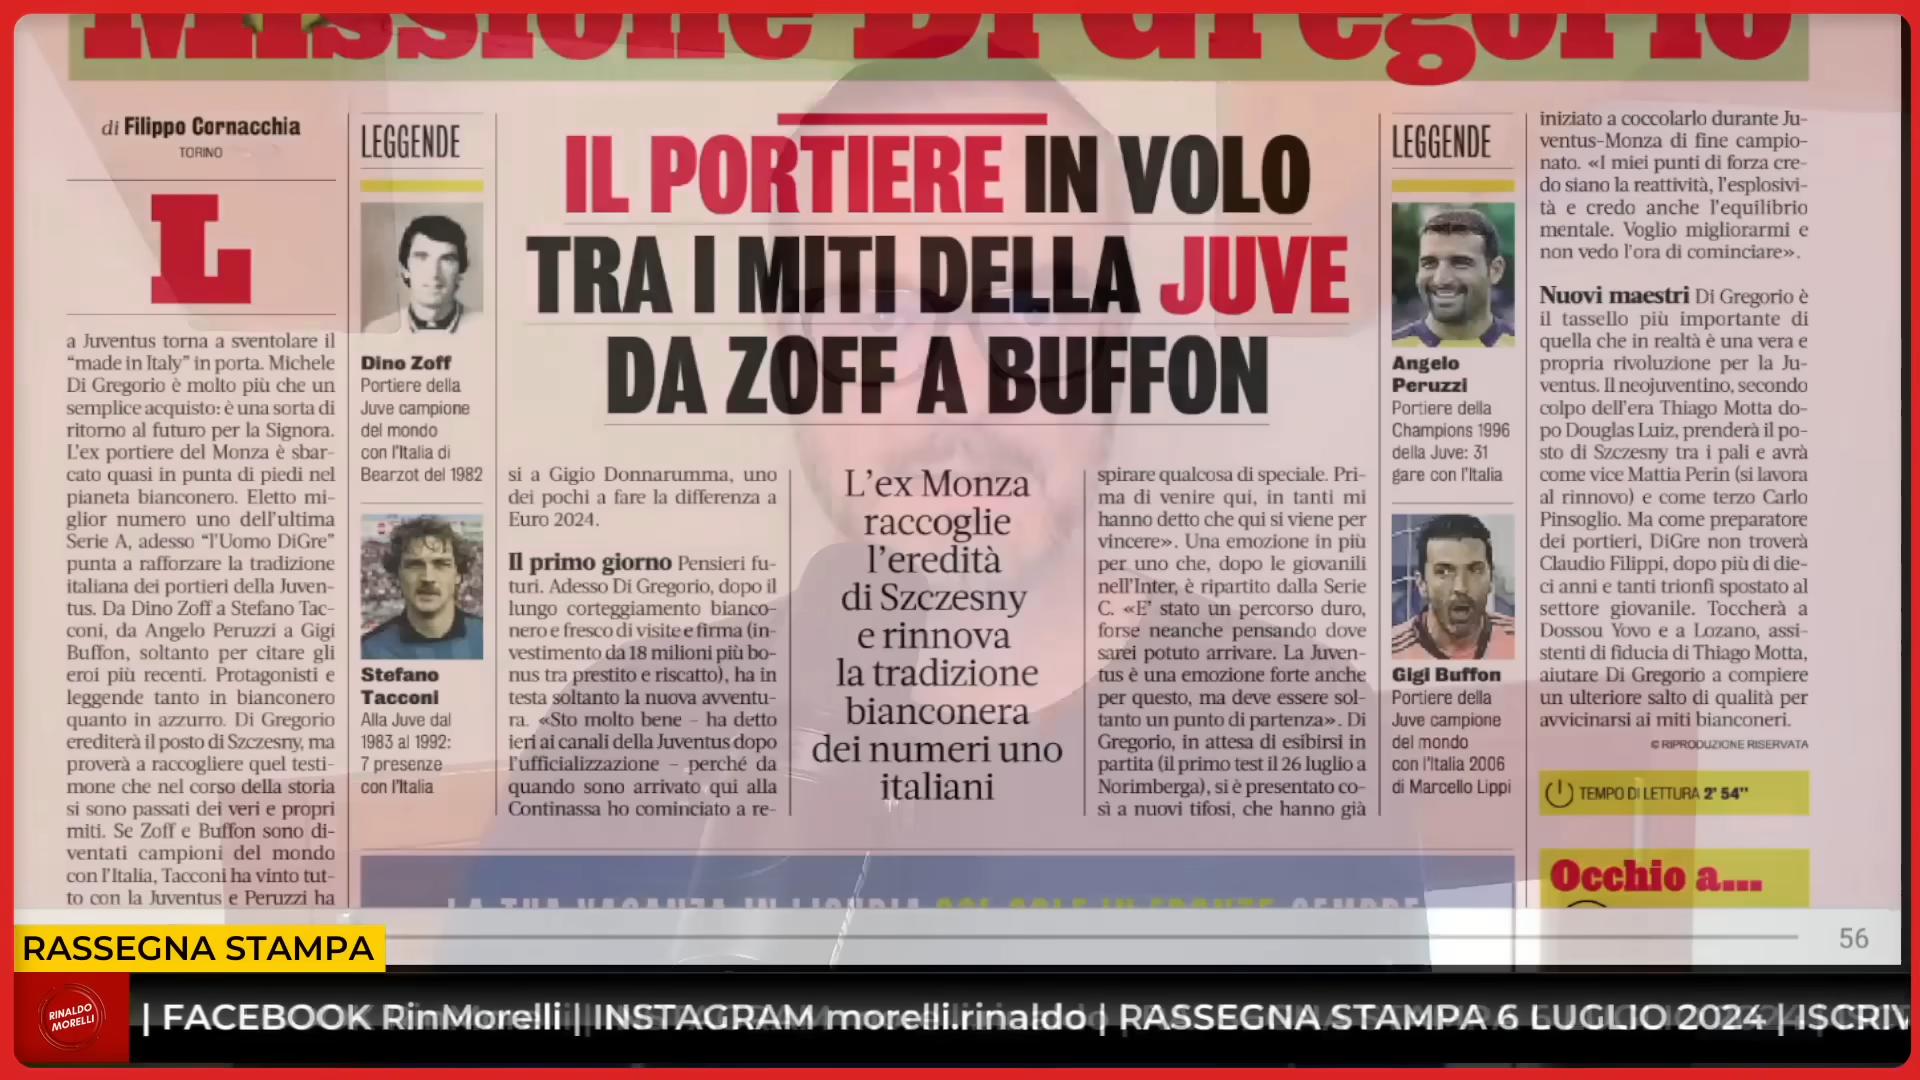 Missione Di Gregorio
di Filippo Cornacchia
TORINO
L
a Juventus torna a sventolare il
“made in Italy” in porta. Michele
Di Gregorio è molto più che un
semplice acquisto: è una sorta di
ritorno al futuro per la Signora.
L’ex portiere del Monza è sbar-
cato quasi in punta di piedi nel
pianeta bianconero. Eletto mi-
glior numero uno dell’ultima
Serie A, adesso “l’Uomo DiGre”
punta a rafforzare la tradizione
italiana dei portieri della Juven-
tus. Da Dino Zoff a Stefano Tac-
coni, da Angelo Peruzzi a Gigi
Buffon, soltanto per citare gli
eroi più recenti. Protagonisti e
leggende tanto in bianconero
quanto in azzurro. Di Gregorio
erediterà il posto di Szczesny, ma
proverà a raccogliere quel testi-
mone che nel corso della storia
si sono passati dei veri e propri
miti. Se Zoff e Buffon sono di-
ventati campioni del mondo
con l’Italia, Tacconi ha vinto tut-
to con la Juventus e Peruzzi ha
LEGGENDE
Dino Zoff
Portiere della
Juve campione
del mondo
con l’Italia di
Bearzot del 1982
Stefano
Tacconi
Alla Juve dal
1983 al 1992:
7 presenze
con l’Italia
IL PORTIERE IN VOLO
TRA I MITI DELLA JUVE
DA ZOFF A BUFFON
si a Gigio Donnarumma, uno
dei pochi a fare la differenza a
Euro 2024.
Il primo giorno Pensieri fu-
turi. Adesso Di Gregorio, dopo il
lungo corteggiamento bianco-
nero e fresco di visite e firma (in-
vestimento da 18 milioni più bo-
nus tra prestito e riscatto), ha in
testa soltanto la nuova avventu-
ra. «Sto molto bene – ha detto
ieri ai canali della Juventus dopo
l’ufficializzazione – perché da
quando sono arrivato qui alla
Continassa ho cominciato a re-
L’ex Monza
raccoglie
l’eredità
di Szczesny
e rinnova
la tradizione
bianconera
dei numeri uno
italiani
spirare qualcosa di speciale. Pri-
ma di venire qui, in tanti mi
hanno detto che qui si viene per
vincere». Una emozione in più
per uno che, dopo le giovanili
nell’Inter, è ripartito dalla Serie
C. «E’ stato un percorso duro,
forse neanche pensando dove
sarei potuto arrivare. La Juven-
tus è una emozione forte anche
per questo, ma deve essere sol-
tanto un punto di partenza». Di
Gregorio, in attesa di esibirsi in
partita (il primo test il 26 luglio a
Norimberga), si è presentato co-
sì a nuovi tifosi, che hanno già
LEGGENDE
Angelo
Peruzzi
Portiere della
Champions 1996
della Juve: 31
gare con l’Italia
Gigi Buffon
Portiere della
Juve campione
del mondo
con l’Italia 2006
di Marcello Lippi
iniziato a coccolarlo durante Ju-
ventus-Monza di fine campio-
nato. «I miei punti di forza cre-
do siano la reattività, l’esplosivi-
tà e credo anche l’equilibrio
mentale. Voglio migliorarmi e
non vedo l’ora di cominciare».
Nuovi maestri Di Gregorio è
il tassello più importante di
quella che in realtà è una vera e
propria rivoluzione per la Ju-
ventus. Il neojuventino, secondo
colpo dell’era Thiago Motta do-
po Douglas Luiz, prenderà il po-
sto di Szczesny tra i pali e avrà
come vice Mattia Perin (si lavora
al rinnovo) e come terzo Carlo
Pinsoglio. Ma come preparatore
dei portieri, DiGre non troverà
Claudio Filippi, dopo più di die-
ci anni e tanti trionfi spostato al
settore giovanile. Toccherà a
Dossou Yovo e a Lozano, assi-
stenti di fiducia di Thiago Motta,
aiutare Di Gregorio a compiere
un ulteriore salto di qualità per
avvicinarsi ai miti bianconeri.
© RIPRODUZIONE RISERVATA
TEMPO DI LETTURA 2’ 54”
Occhio a...
LA TUA VACANZA IN LIGURIA
56
RASSEGNA STAMPA
RINALDO
MORELLI
| FACEBOOK RinMorelli || INSTAGRAM morelli.rinaldo | RASSEGNA STAMPA 6 LUGLIO 2024 | ISCRIV